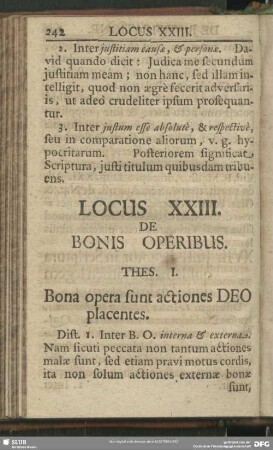 242 LOCUS XXIII.
2. Inter justitiam causæ, & personæ. Da-
vid quando dicit: Judica me secundum
justitiam meam; non hanc, sed illam in-
telligit, quod non ægrè fecerit adversari-
is, ut adeò crudeliter ipsum prosequan-
tur.
3. Inter justum esse absolutè, & respectivè,
seu in comparatione aliorum, v. g. hy-
pocritarum. Posteriorem significat
Scriptura, justi titulum quibusdam tribu-
ens.
LOCUS XXIII.
DE
BONIS OPERIBUS.
THES. I.
Bona opera sunt actiones DEO
placentes.
Dist. 1. Inter B. O. interna & externa.
Nam sicuti peccata non tantum actiones
malæ sunt, sed etiam pravi motus cordis,
ita non solum actiones externæ bonæ
sunt,
SLUB
DFG